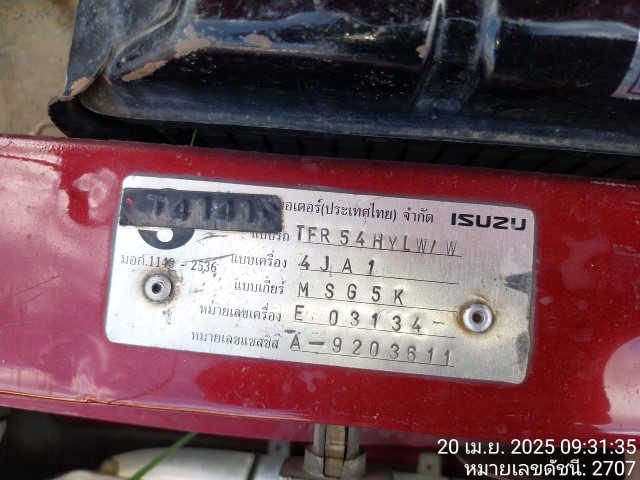 T4141
อเตอร์(ประเทศไทย) จำกัด ISUZU
แบบรถ TFR54HYLW/W
มอก.1140 - 2536
แบบเครื่อง 4JA1
แบบเกียร์ MSG5K
หมายเลขเครื่อง E 03134-
หมายเลขแชสซีส์ A-9203611
20 เม.ย. 2025 09:31:35
หมายเลขดัชนี: 2707